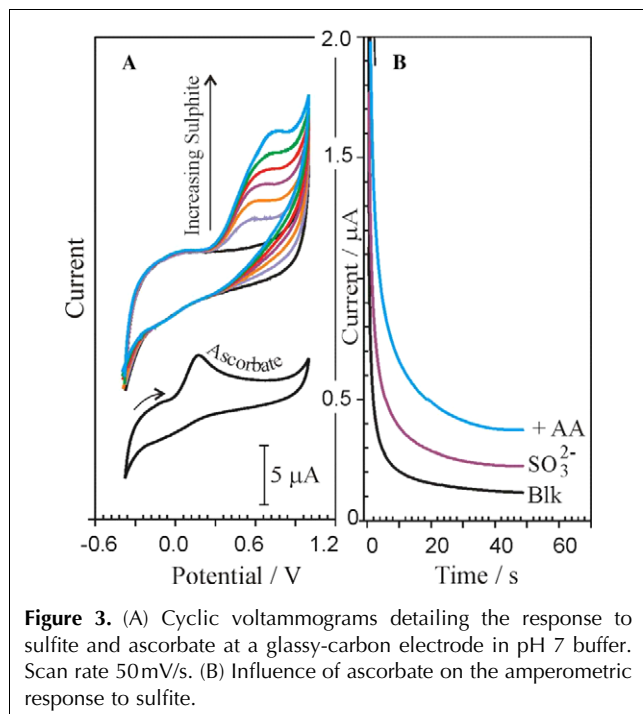 A
Increasing Sulphite
Current
Ascorbate
5 µA
-0.6 0.0 0.6 1.2
Potential / V
B
2.0
1.5
Current / µA
0.5
0
+ AA
SO₃²⁻
Blk
0 20 40 60
Time / s
Figure 3. (A) Cyclic voltammograms detailing the response to
sulfite and ascorbate at a glassy-carbon electrode in pH 7 buffer.
Scan rate 50 mV/s. (B) Influence of ascorbate on the amperometric
response to sulfite.